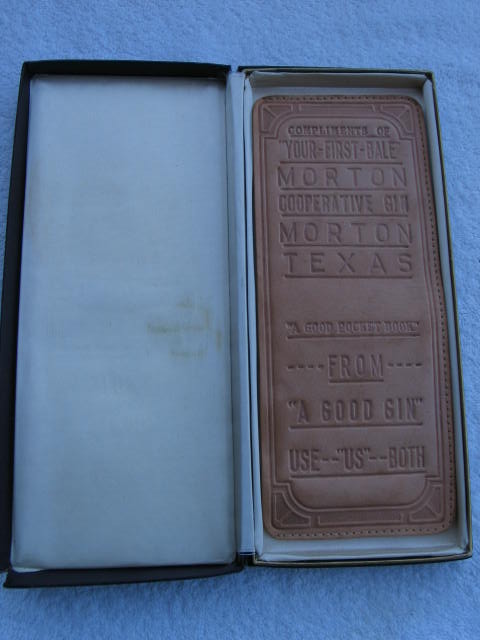 COMPLIMENTS OF
"YOUR-FIRST-BALE"
MORTON
COOPERATIVE GIN
MORTON
TEXAS
"A GOOD POCKET BOOK"
----FROM----
"A GOOD GIN"
USE--"US"--BOTH